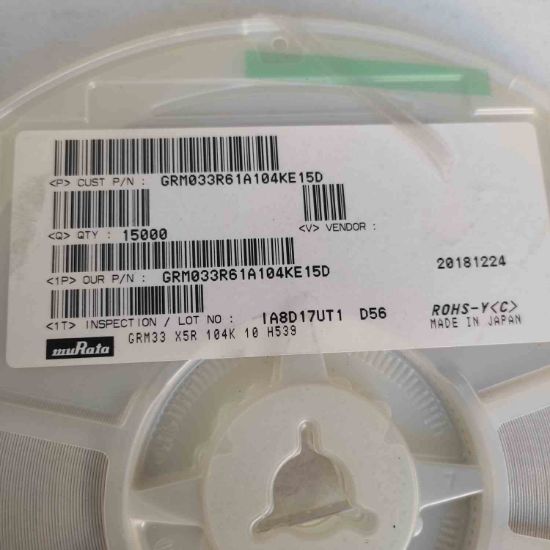 <P> CUST P/N : GRM033R61A104KE15D
<Q> QTY : 15000 <V> VENDOR :
<1P> OUR P/N : GRM033R61A104KE15D 20181224
<1T> INSPECTION / LOT NO : IA8D17UT1 D56 ROHS-Y<C>
muRata GRM33 X5R 104K 10 H539 MADE IN JAPAN